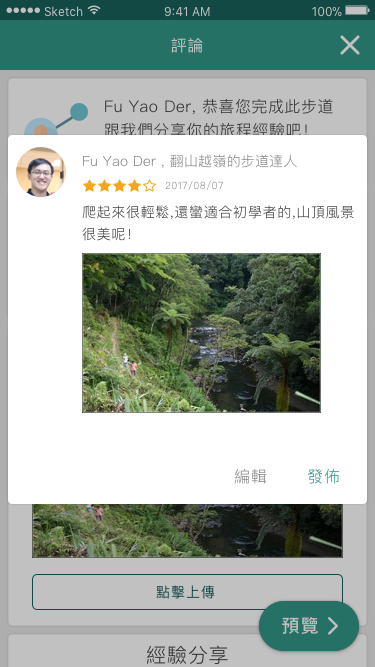 Sketch 9:41 AM 100%
評論
Fu Yao Der, 恭喜您完成此步道
跟我們分享你的旅程經驗吧!
Fu Yao Der , 翻山越嶺的步道達人
2017/08/07
爬起來很輕鬆,還蠻適合初學者的,山頂風景
很美呢!
編輯 發佈
點擊上傳
預覽
經驗分享